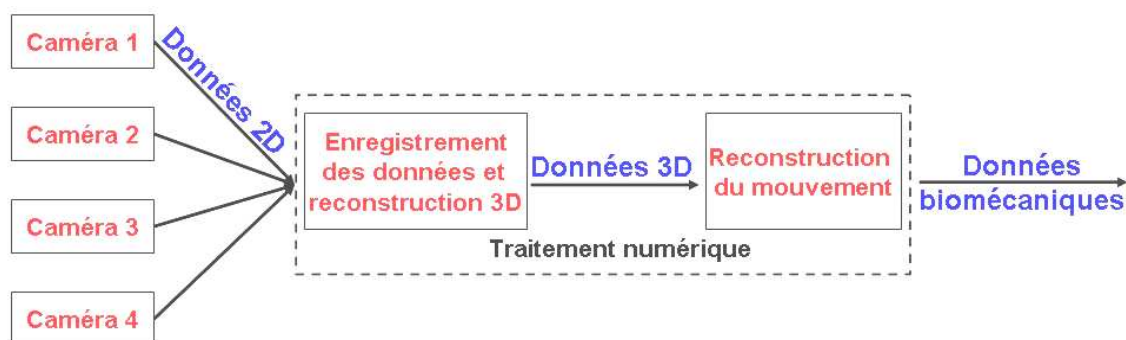 Caméra 1
Données 2D
Caméra 2
Caméra 3
Caméra 4
Enregistrement
des données et
reconstruction 3D
Données 3D
Reconstruction
du mouvement
Traitement numérique
Données
biomécaniques